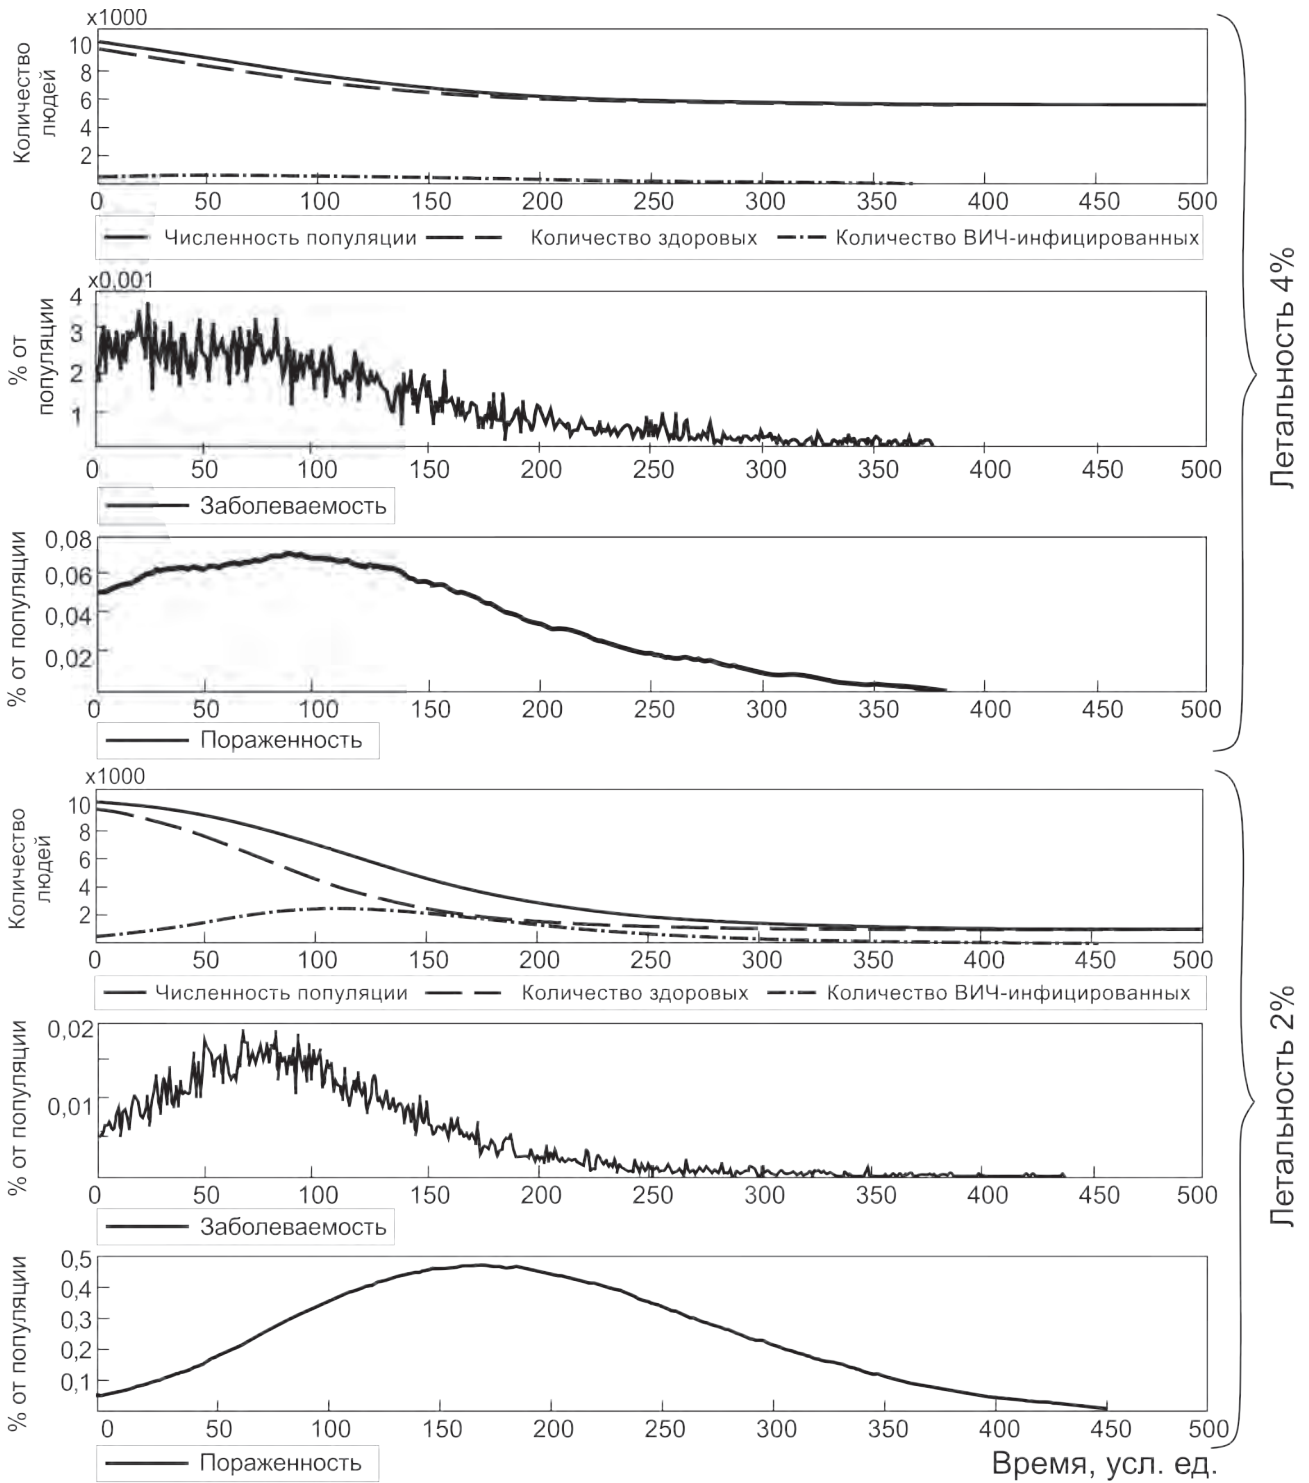 x1000
Количество
людей
10
8
6
4
2
0 50 100 150 200 250 300 350 400 450 500
Численность популяции Количество здоровых Количество ВИЧ-инфицированных
x0,001
% от
популяции
4
3
2
1
0 50 100 150 200 250 300 350 400 450 500
Заболеваемость
% от популяции
0,08
0,06
0,04
0,02
0 50 100 150 200 250 300 350 400 450 500
Пораженность
Летальность 4%
x1000
Количество
людей
10
8
6
4
2
0 50 100 150 200 250 300 350 400 450 500
Численность популяции Количество здоровых Количество ВИЧ-инфицированных
% от популяции
0,02
0,01
0 50 100 150 200 250 300 350 400 450 500
Заболеваемость
% от популяции
0,5
0,4
0,3
0,2
0,1
0 50 100 150 200 250 300 350 400 450 500
Пораженность
Время, усл. ед.
Летальность 2%